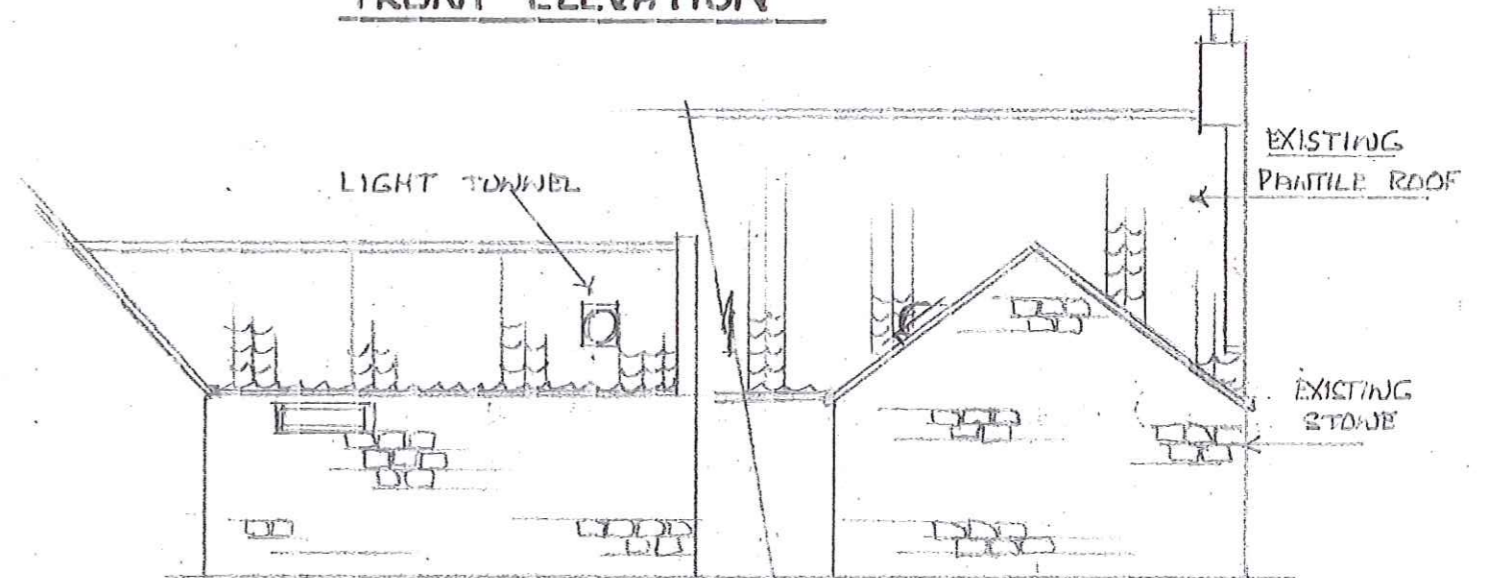 FRONT ELEVATION
LIGHT TUNNEL
EXISTING
PANTILE ROOF
EXISTING
STONE